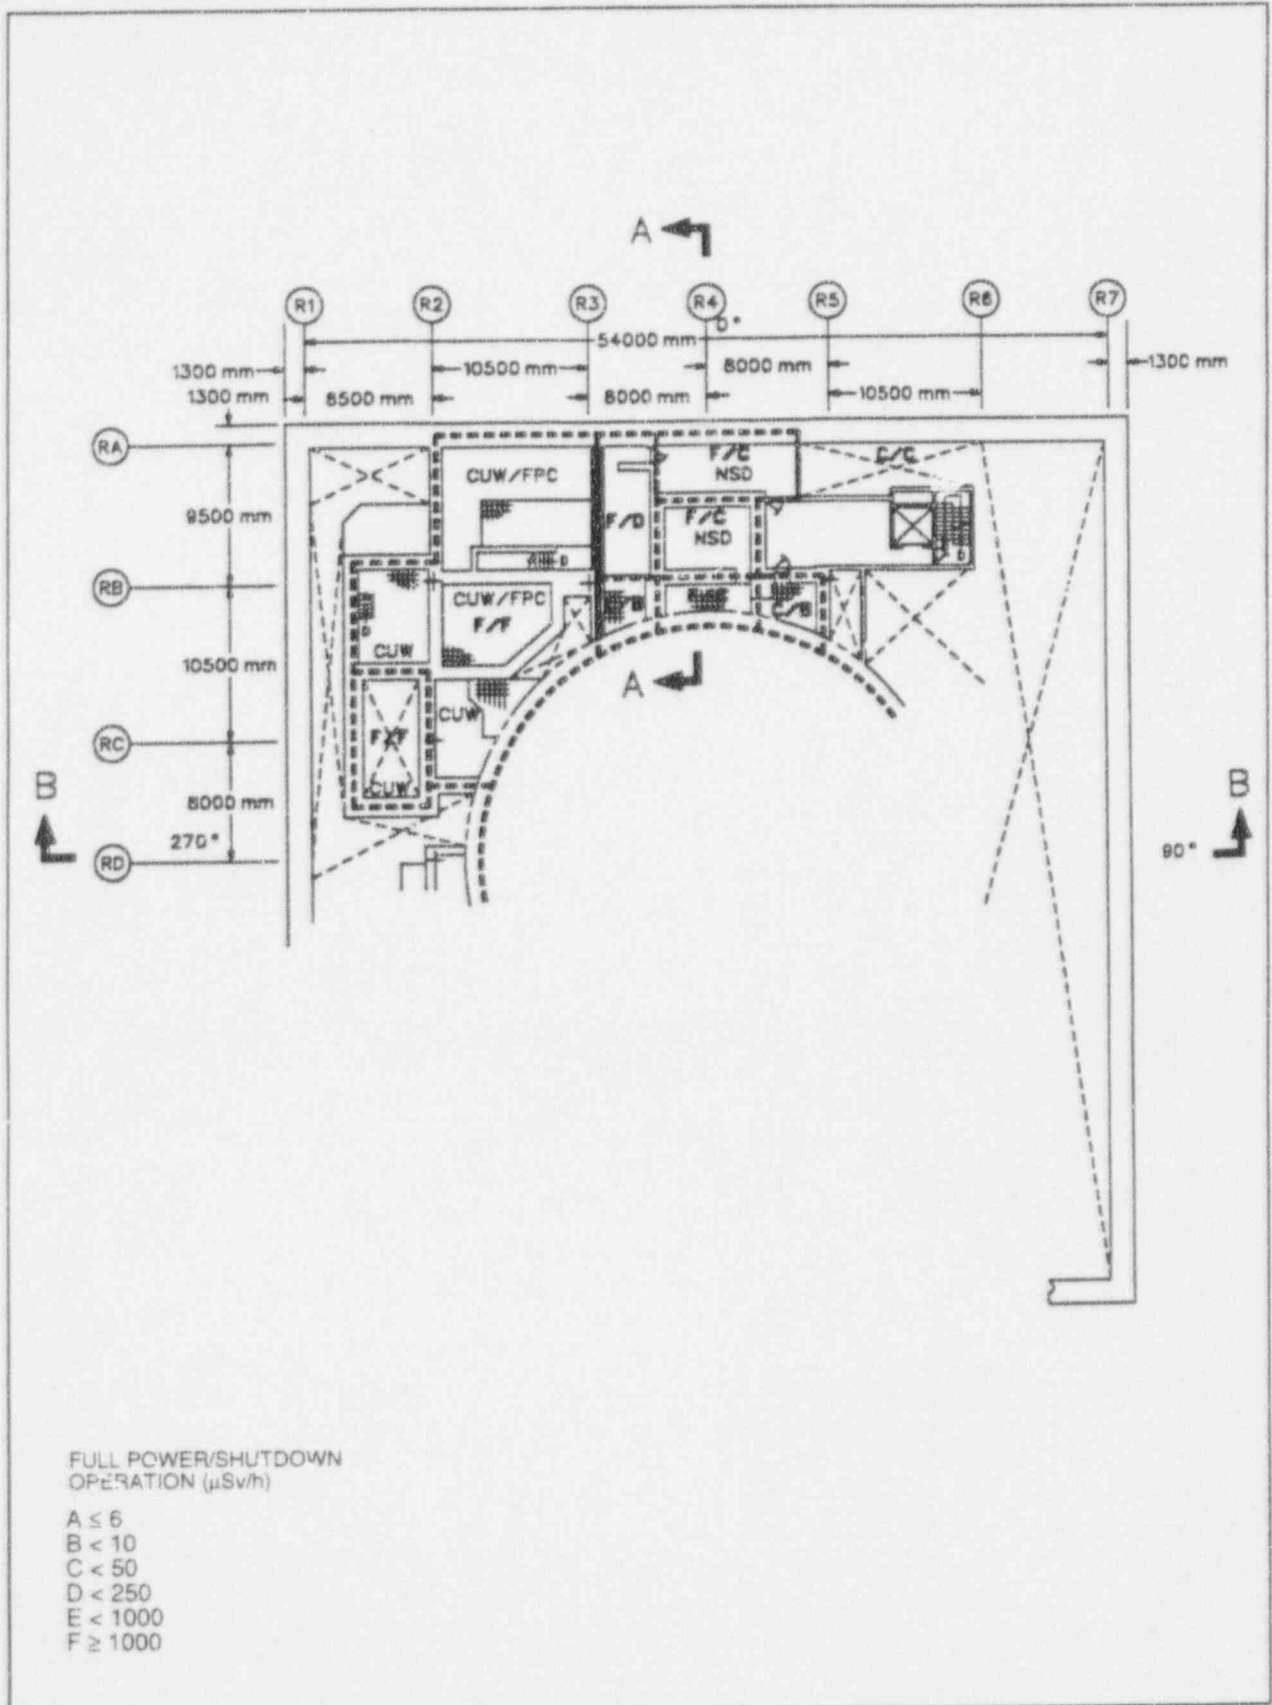 A
R1 R2 R3 R4 R5 R6 R7
0°
54000 mm
1300 mm 10500 mm 8000 mm 1300 mm
1300 mm 8500 mm 8000 mm 10500 mm
RA
CUW/FPC F/C C/C
NSD
9500 mm F/D F/C
NSD
D D
RB
CUW/FPC
F/F
D
CUW
10500 mm
A
CUW
RC F/F
B CUW B
8000 mm
270°
RD 90°
FULL POWER/SHUTDOWN
OPERATION (µSv/h)
A ≤ 6
B < 10
C < 50
D < 250
E < 1000
F ≥ 1000